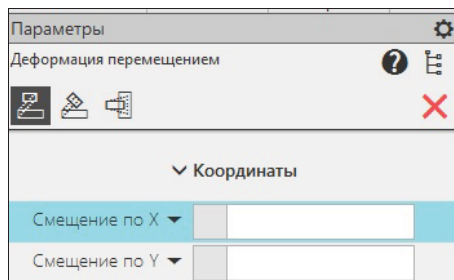 Параметры
Деформация перемещением
Координаты
Смещение по X
Смещение по Y